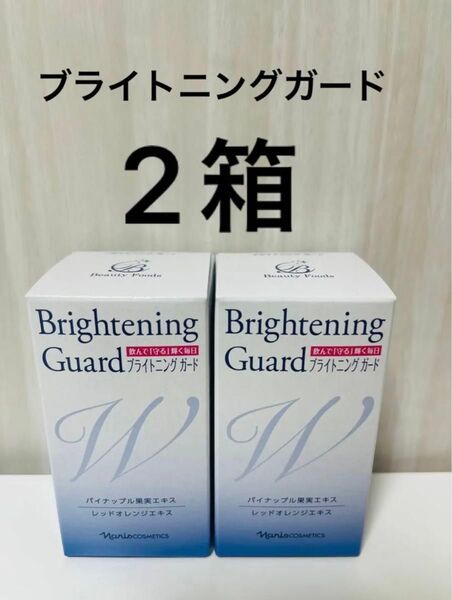 ブライトニングガード
2箱
B
Beauty Foods
Brightening
Guard
飲んで「守る」輝く毎日
ブライトニング ガード
W
パイナップル果実エキス
レッドオレンジエキス
naris COSMETICS
B
Beauty Foods
Brightening
Guard
飲んで「守る」輝く毎日
ブライトニング ガード
W
パイナップル果実エキス
レッドオレンジエキス
naris COSMETICS